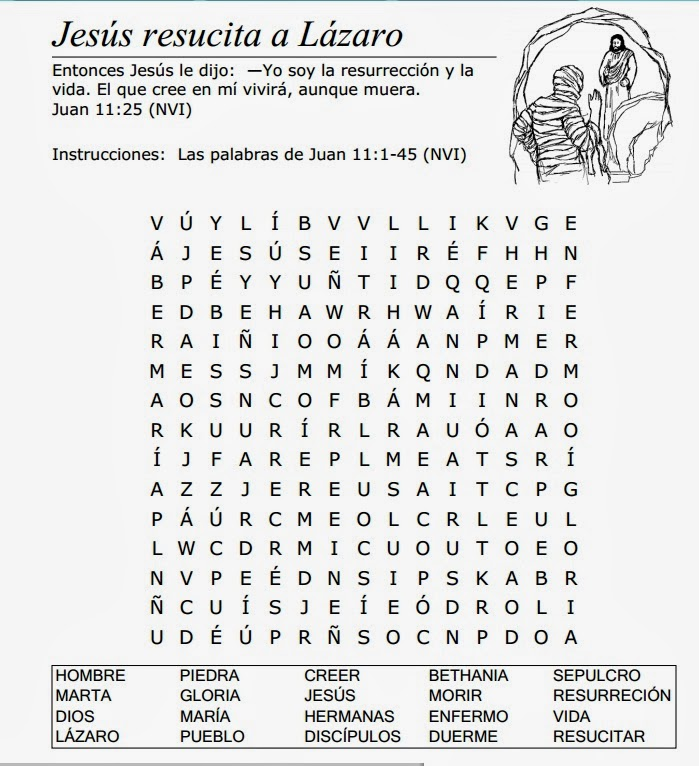 Jesús resucita a Lázaro
Entonces Jesús le dijo: —Yo soy la resurrección y la
vida. El que cree en mí vivirá, aunque muera.
Juan 11:25 (NVI)
Instrucciones: Las palabras de Juan 11:1-45 (NVI)
V Ú Y L Í B V V L L I K V G E
Á J E S Ú S E I I R É F H H N
B P É Y Y U Ñ T I D Q Q E P F
E D B E H A W R H W A Í R I E
R A I Ñ I O O Á Á A N P M E R
M E S S J M M Í K Q N D A D M
A O S N C O F B Á M I I N R O
R K U U R Í R L R A U Ó A A O
Í J F A R E P L M E A T S R Í
A Z Z J E R E U S A I T C P G
P Á Ú R C M E O L C R L E U L
L W C D R M I C U O U T O E O
N V P E É D N S I P S K A B R
Ñ C U Í S J E Í E Ó D R O L I
U D É Ú P R Ñ S O C N P D O A
HOMBRE PIEDRA CREER BETHANIA SEPULCRO
MARTA GLORIA JESÚS MORIR RESURRECIÓN
DIOS MARÍA HERMANAS ENFERMO VIDA
LÁZARO PUEBLO DISCÍPULOS DUERME RESUCITAR